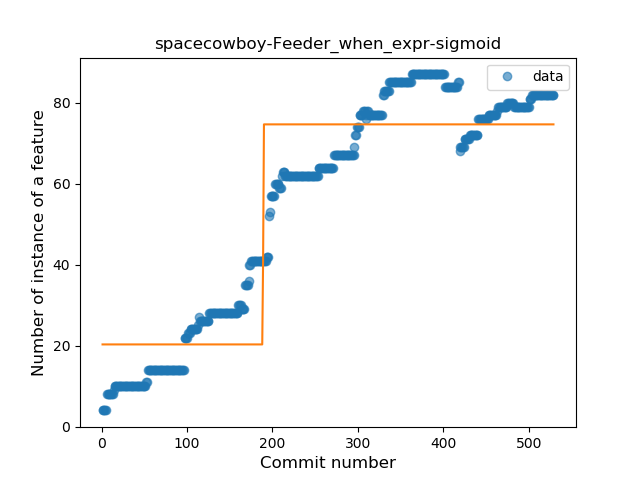 spacecowboy-Feeder_when_expr-sigmoid
data
Number of instance of a feature
80
60
40
20
0
0 100 200 300 400 500
Commit number